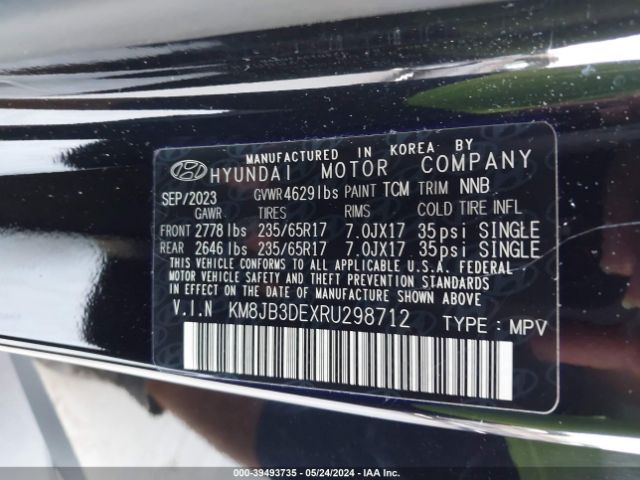 MANUFACTURED IN KOREA BY
HYUNDAI MOTOR COMPANY
SEP/2023 GVWR 4629 lbs PAINT TCM TRIM NNB
GAWR. TIRES RIMS COLD TIRE INFL
FRONT 2778 lbs 235/65R17 7.0JX17 35psi SINGLE
REAR 2646 lbs 235/65R17 7.0JX17 35psi SINGLE
THIS VEHICLE CONFORMS TO ALL APPLICABLE U.S.A. FEDERAL
MOTOR VEHICLE SAFETY AND THEFT PREVENTION STANDARDS
IN EFFECT ON THE DATE OF MANUFACTURE SHOWN ABOVE.
V.I.N KM8JB3DEXRU298712 TYPE : MPV
000-39493735 - 05/24/2024 - IAA Inc.